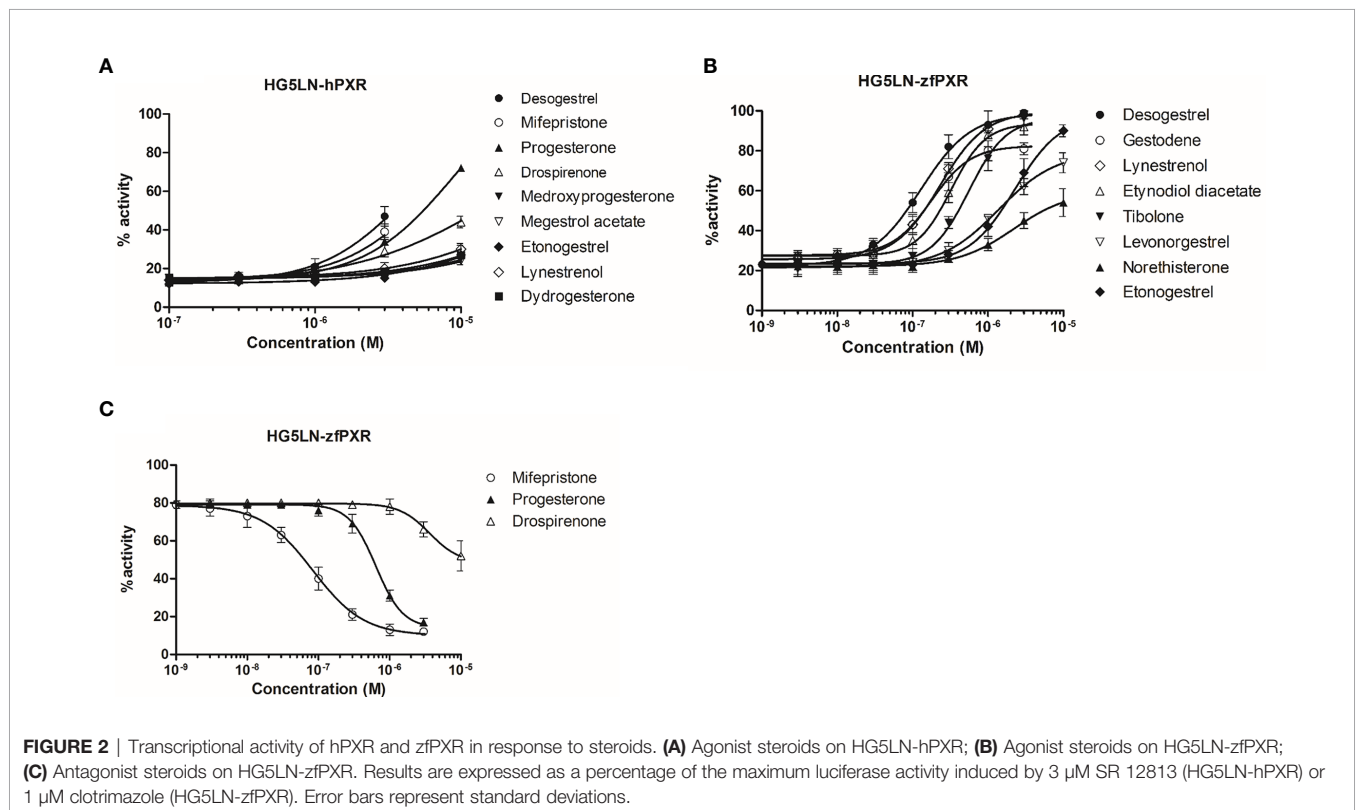 A
HG5LN-hPXR
% activity
100
80
60
40
20
0
10-7
10-6
10-5
Concentration (M)
Desogestrel
Mifepristone
Progesterone
Drospirenone
Medroxyprogesterone
Megestrol acetate
Etonogestrel
Lynestrenol
Dydrogesterone
B
HG5LN-zfPXR
% activity
100
80
60
40
20
0
10-9
10-8
10-7
10-6
10-5
Concentration (M)
Desogestrel
Gestodene
Lynestrenol
Etynodiol diacetate
Tibolone
Levonorgestrel
Norethisterone
Etonogestrel
C
HG5LN-zfPXR
%activity
100
80
60
40
20
0
10-9
10-8
10-7
10-6
10-5
Concentration (M)
Mifepristone
Progesterone
Drospirenone
FIGURE 2 | Transcriptional activity of hPXR and zfPXR in response to steroids. (A) Agonist steroids on HG5LN-hPXR; (B) Agonist steroids on HG5LN-zfPXR;
(C) Antagonist steroids on HG5LN-zfPXR. Results are expressed as a percentage of the maximum luciferase activity induced by 3 µM SR 12813 (HG5LN-hPXR) or
1 µM clotrimazole (HG5LN-zfPXR). Error bars represent standard deviations.